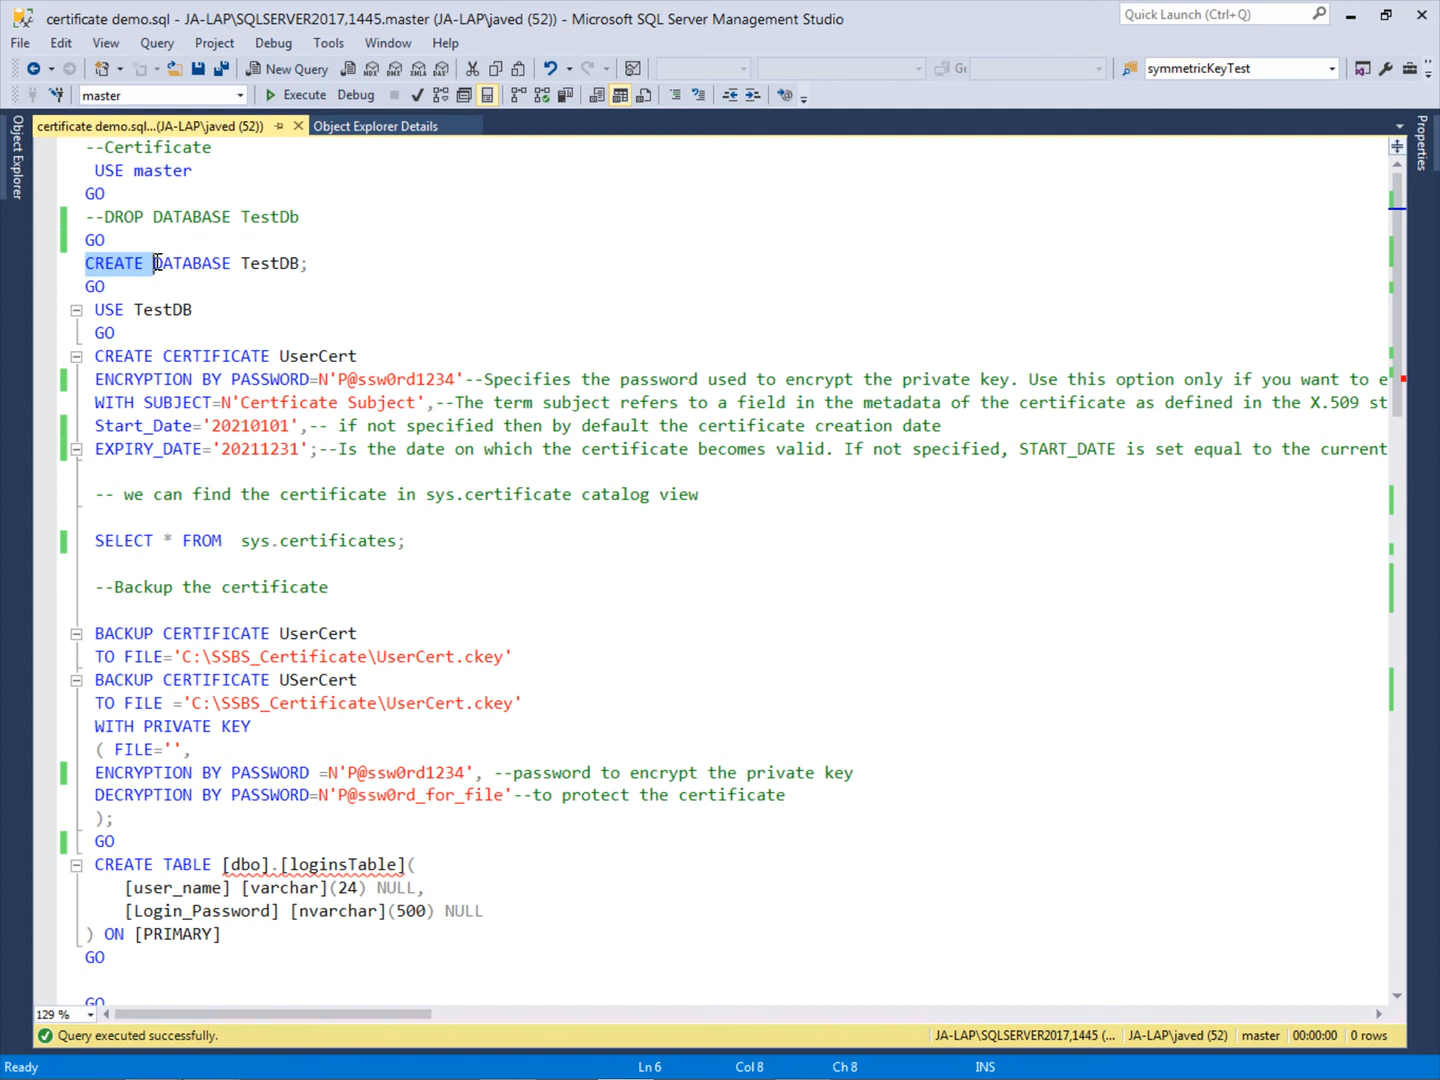 certificate demo.sql - JA-LAP\SQLSERVER2017,1445.master (JA-LAP\javed (52)) - Microsoft SQL Server Management Studio
Quick Launch (Ctrl+Q)
File Edit View Query Project Debug Tools Window Help
New Query
symmetricKeyTest
master
Execute Debug
certificate demo.sql...(JA-LAP\javed (52))
Object Explorer Details
Object Explorer
Properties
--Certificate
USE master
GO
--DROP DATABASE TestDb
GO
CREATE DATABASE TestDB;
GO
USE TestDB
GO
CREATE CERTIFICATE UserCert
ENCRYPTION BY PASSWORD=N'P@ssw0rd1234'--Specifies the password used to encrypt the private key. Use this option only if you want to e
WITH SUBJECT=N'Certficate Subject',--The term subject refers to a field in the metadata of the certificate as defined in the X.509 st
Start_Date='20210101',-- if not specified then by default the certificate creation date
EXPIRY_DATE='20211231';--Is the date on which the certificate becomes valid. If not specified, START_DATE is set equal to the current
-- we can find the certificate in sys.certificate catalog view
SELECT * FROM sys.certificates;
--Backup the certificate
BACKUP CERTIFICATE UserCert
TO FILE='C:\SSBS_Certificate\UserCert.ckey'
BACKUP CERTIFICATE USerCert
TO FILE ='C:\SSBS_Certificate\UserCert.ckey'
WITH PRIVATE KEY
( FILE='',
ENCRYPTION BY PASSWORD =N'P@ssw0rd1234', --password to encrypt the private key
DECRYPTION BY PASSWORD=N'P@ssw0rd_for_file'--to protect the certificate
);
GO
CREATE TABLE [dbo].[loginsTable](
[user_name] [varchar](24) NULL,
[Login_Password] [nvarchar](500) NULL
) ON [PRIMARY]
GO
GO
129 %
Query executed successfully.
JA-LAP\SQLSERVER2017,1445 (... JA-LAP\javed (52) master 00:00:00 0 rows
Ready
Ln 6 Col 8 Ch 8 INS